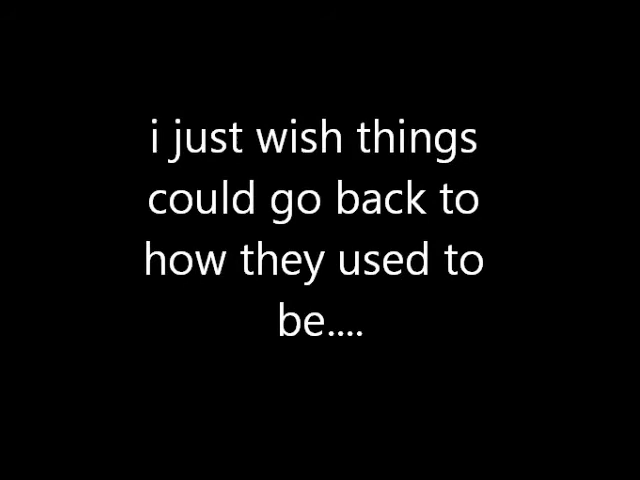 i just wish things
could go back to
how they used to
be....